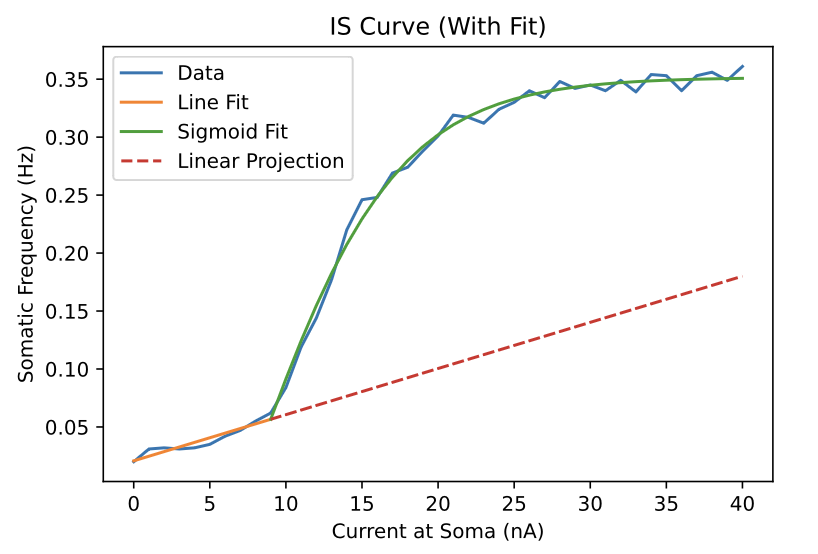 IS Curve (With Fit)
Data
Line Fit
Sigmoid Fit
Linear Projection
Somatic Frequency (Hz)
0.35
0.30
0.25
0.20
0.15
0.10
0.05
0 5 10 15 20 25 30 35 40
Current at Soma (nA)